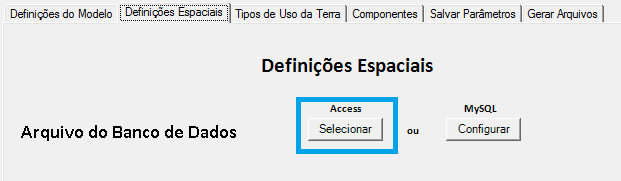 Definições do Modelo Definições Espaciais Tipos de Uso da Terra Componentes Salvar Parâmetros Gerar Arquivos
Definições Espaciais
Access MySQL
Arquivo do Banco de Dados Selecionar ou Configurar